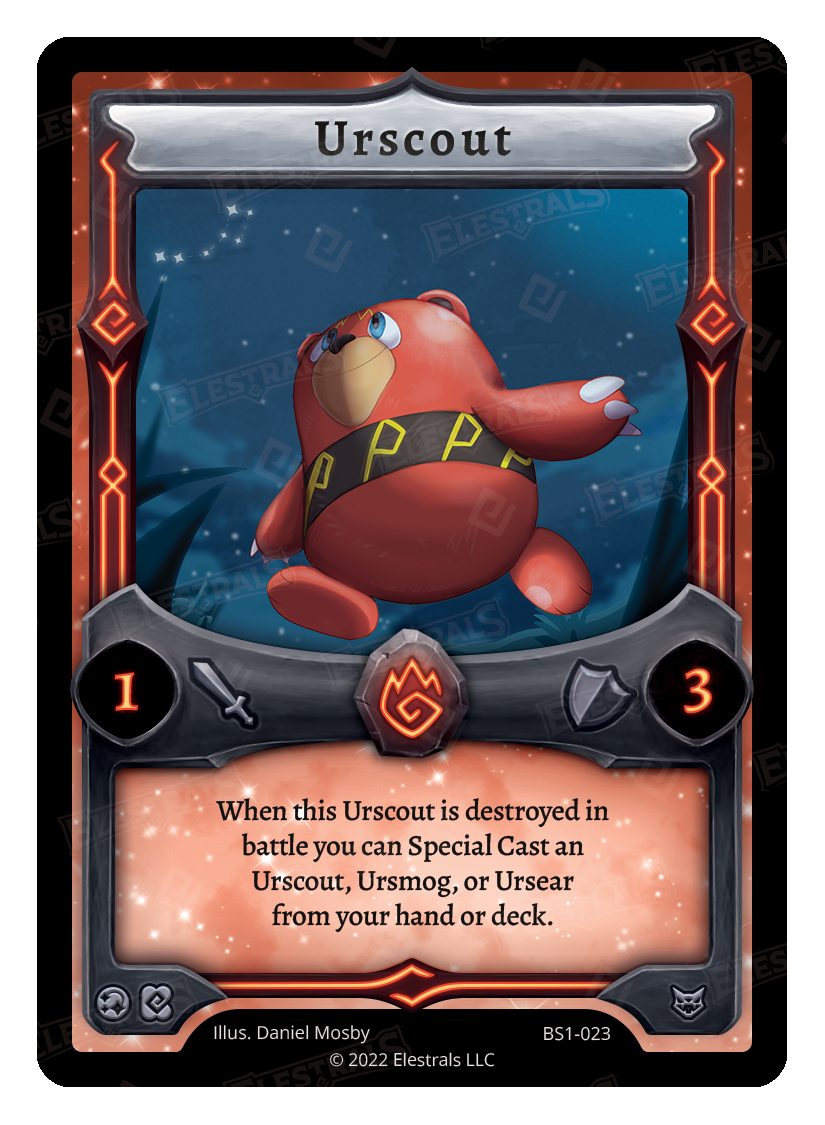 Urscout
1
3
When this Urscout is destroyed in
battle you can Special Cast an
Urscout, Ursmog, or Ursear
from your hand or deck.
Illus. Daniel Mosby
BS1-023
© 2022 Elestrals LLC
ELESTRALS